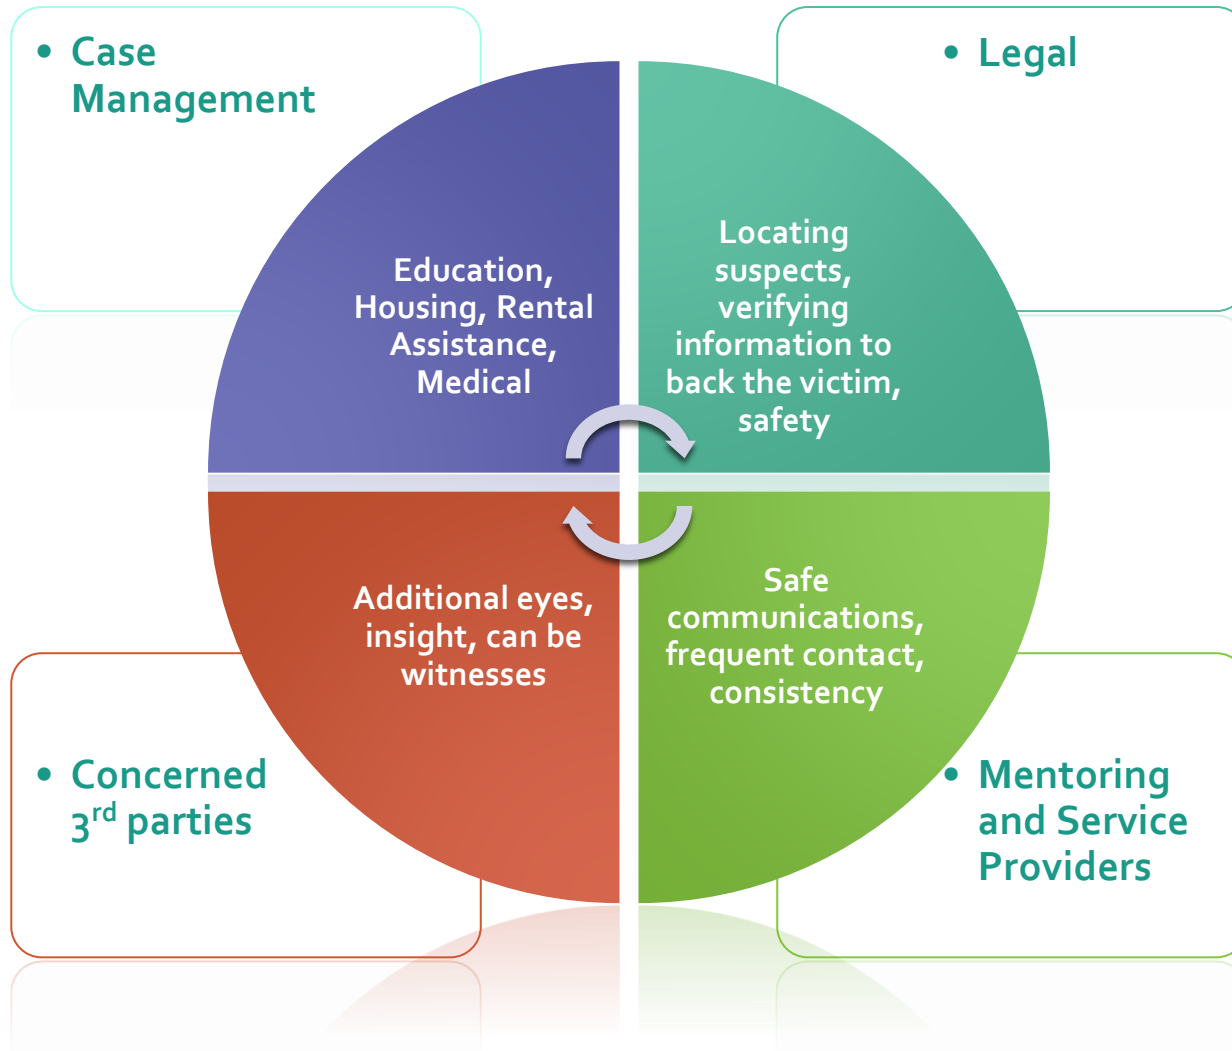 • Case
Management
• Legal
Education,
Housing, Rental
Assistance,
Medical
Locating
suspects,
verifying
information to
back the victim,
safety
Additional eyes,
insight, can be
witnesses
Safe
communications,
frequent contact,
consistency
• Concerned
3rd parties
• Mentoring
and Service
Providers